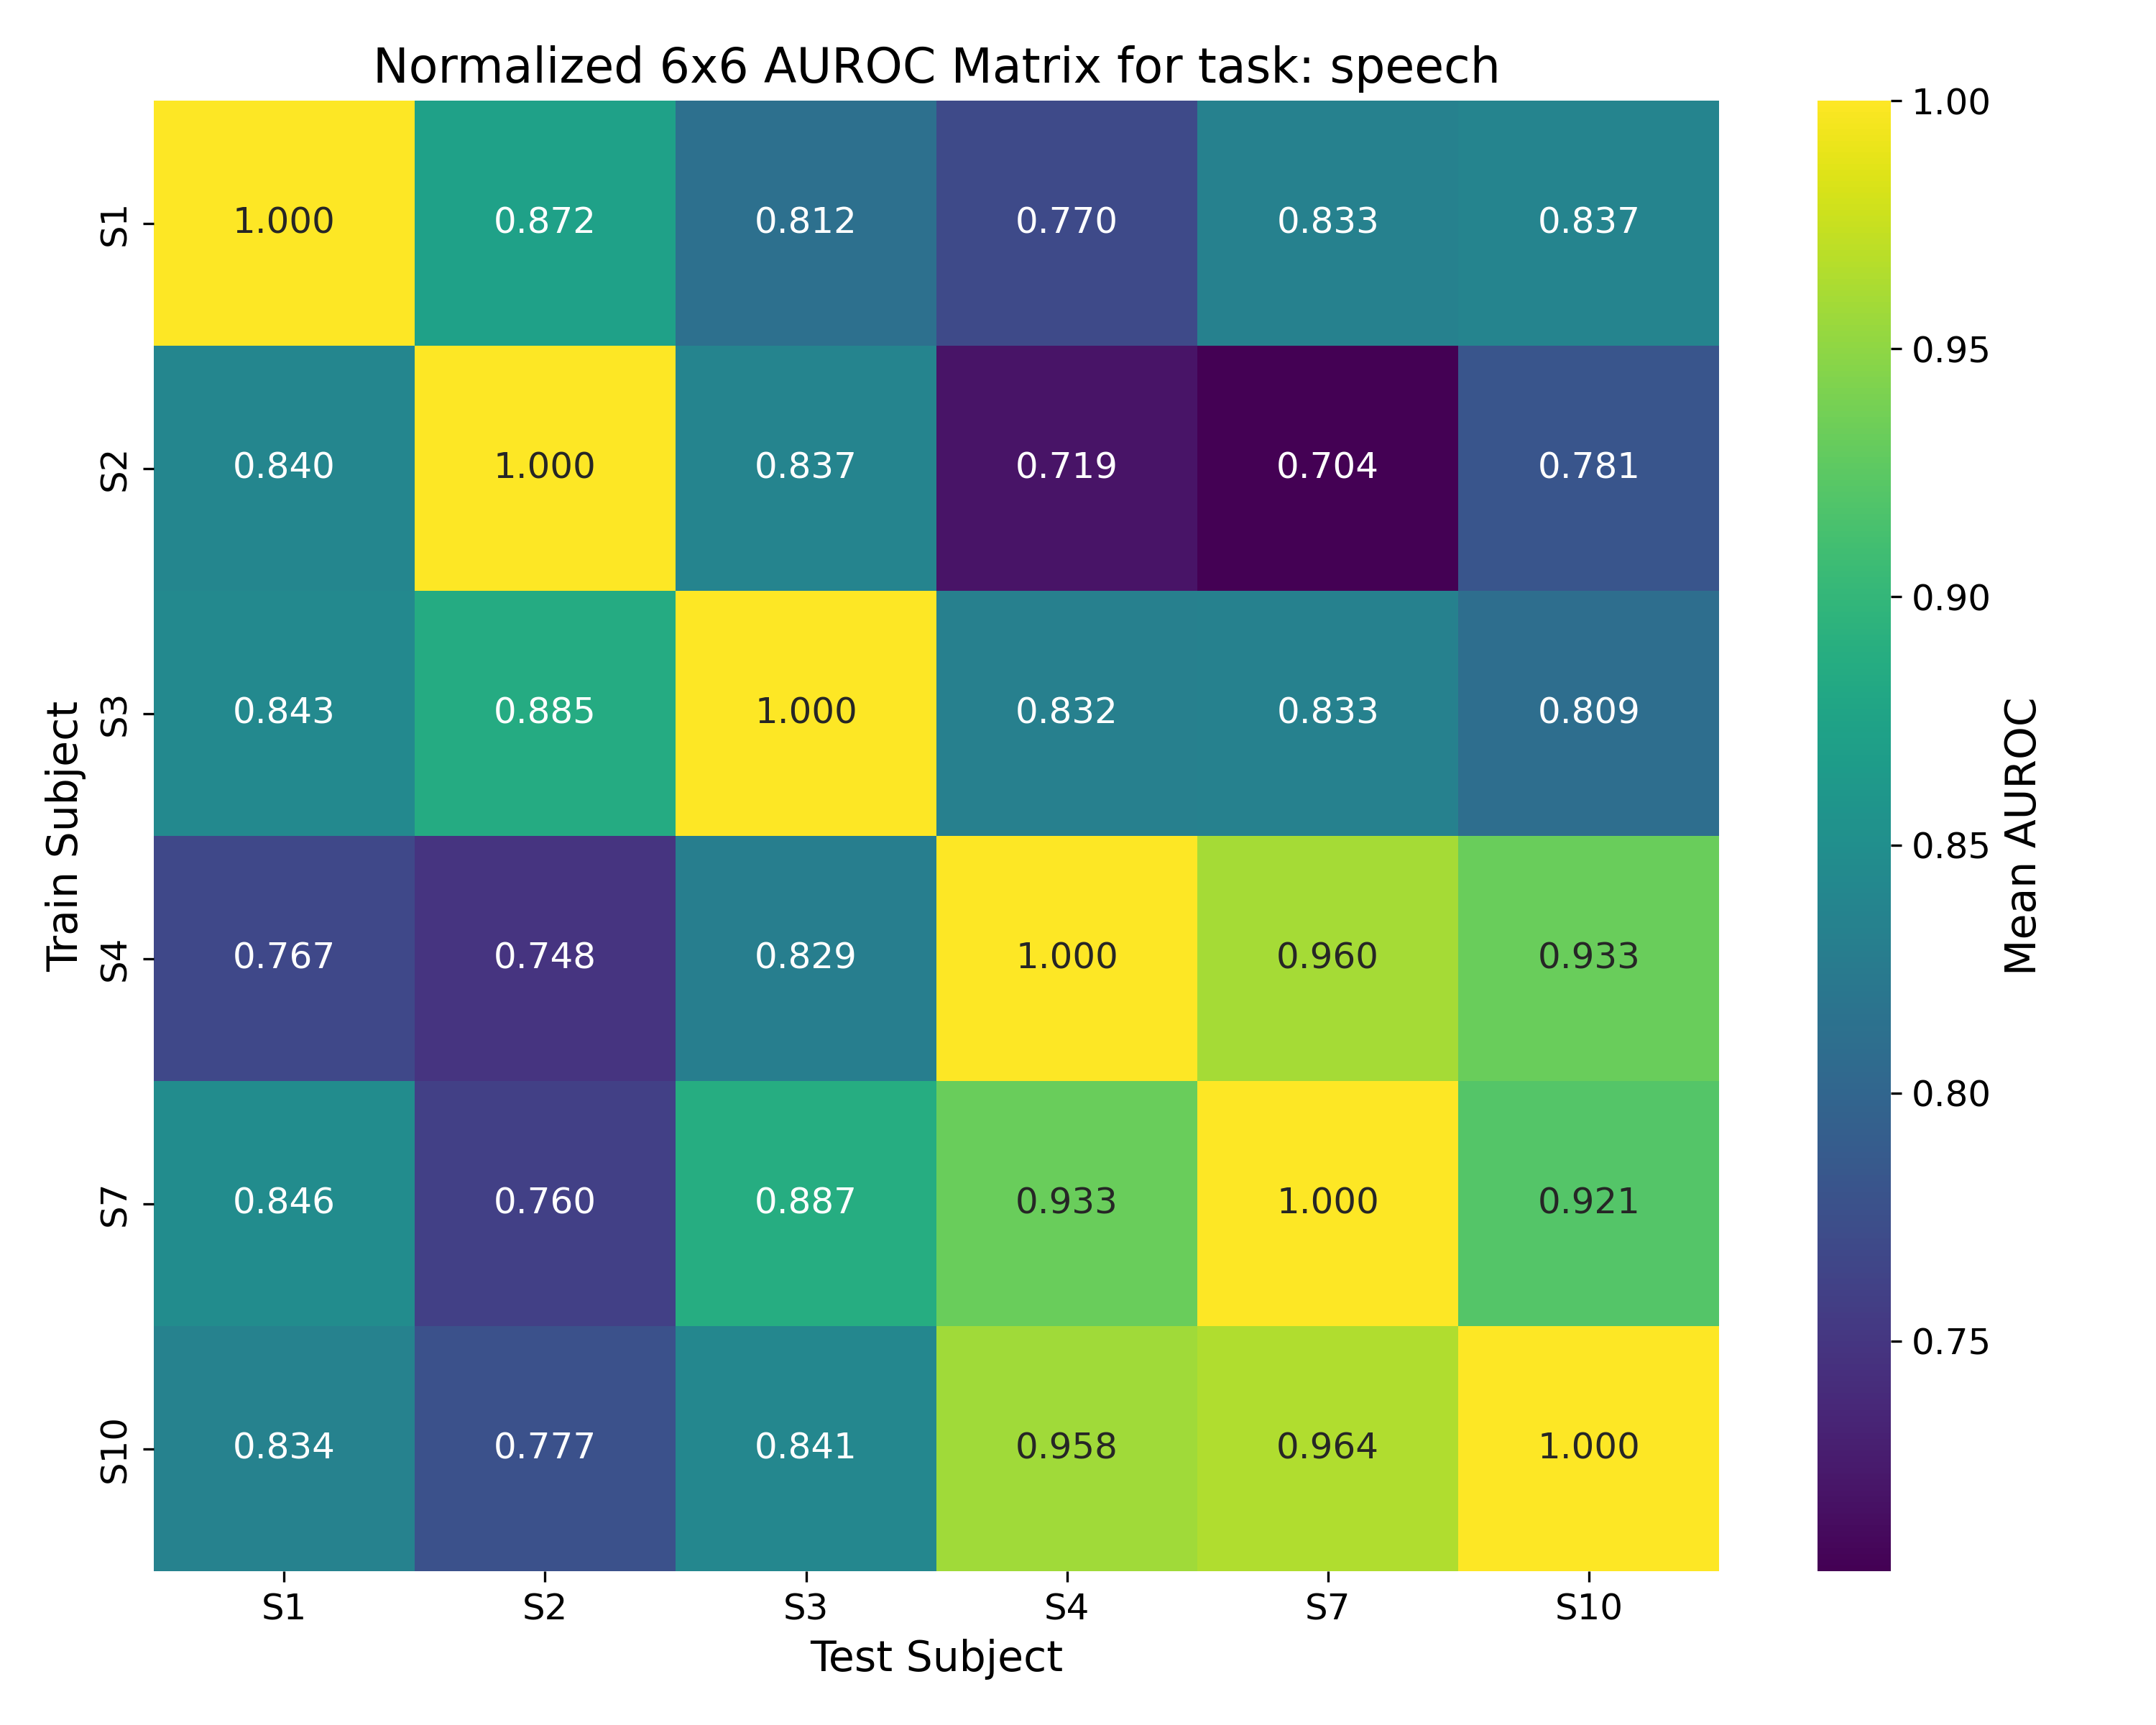 Normalized 6x6 AUROC Matrix for task: speech
1.000 0.872 0.812 0.770 0.833 0.837
0.840 1.000 0.837 0.719 0.704 0.781
0.843 0.885 1.000 0.832 0.833 0.809
0.767 0.748 0.829 1.000 0.960 0.933
0.846 0.760 0.887 0.933 1.000 0.921
0.834 0.777 0.841 0.958 0.964 1.000
S1
S2
S3
S4
S7
S10
Train Subject
S1 S2 S3 S4 S7 S10
Test Subject
1.00
0.95
0.90
0.85
0.80
0.75
Mean AUROC